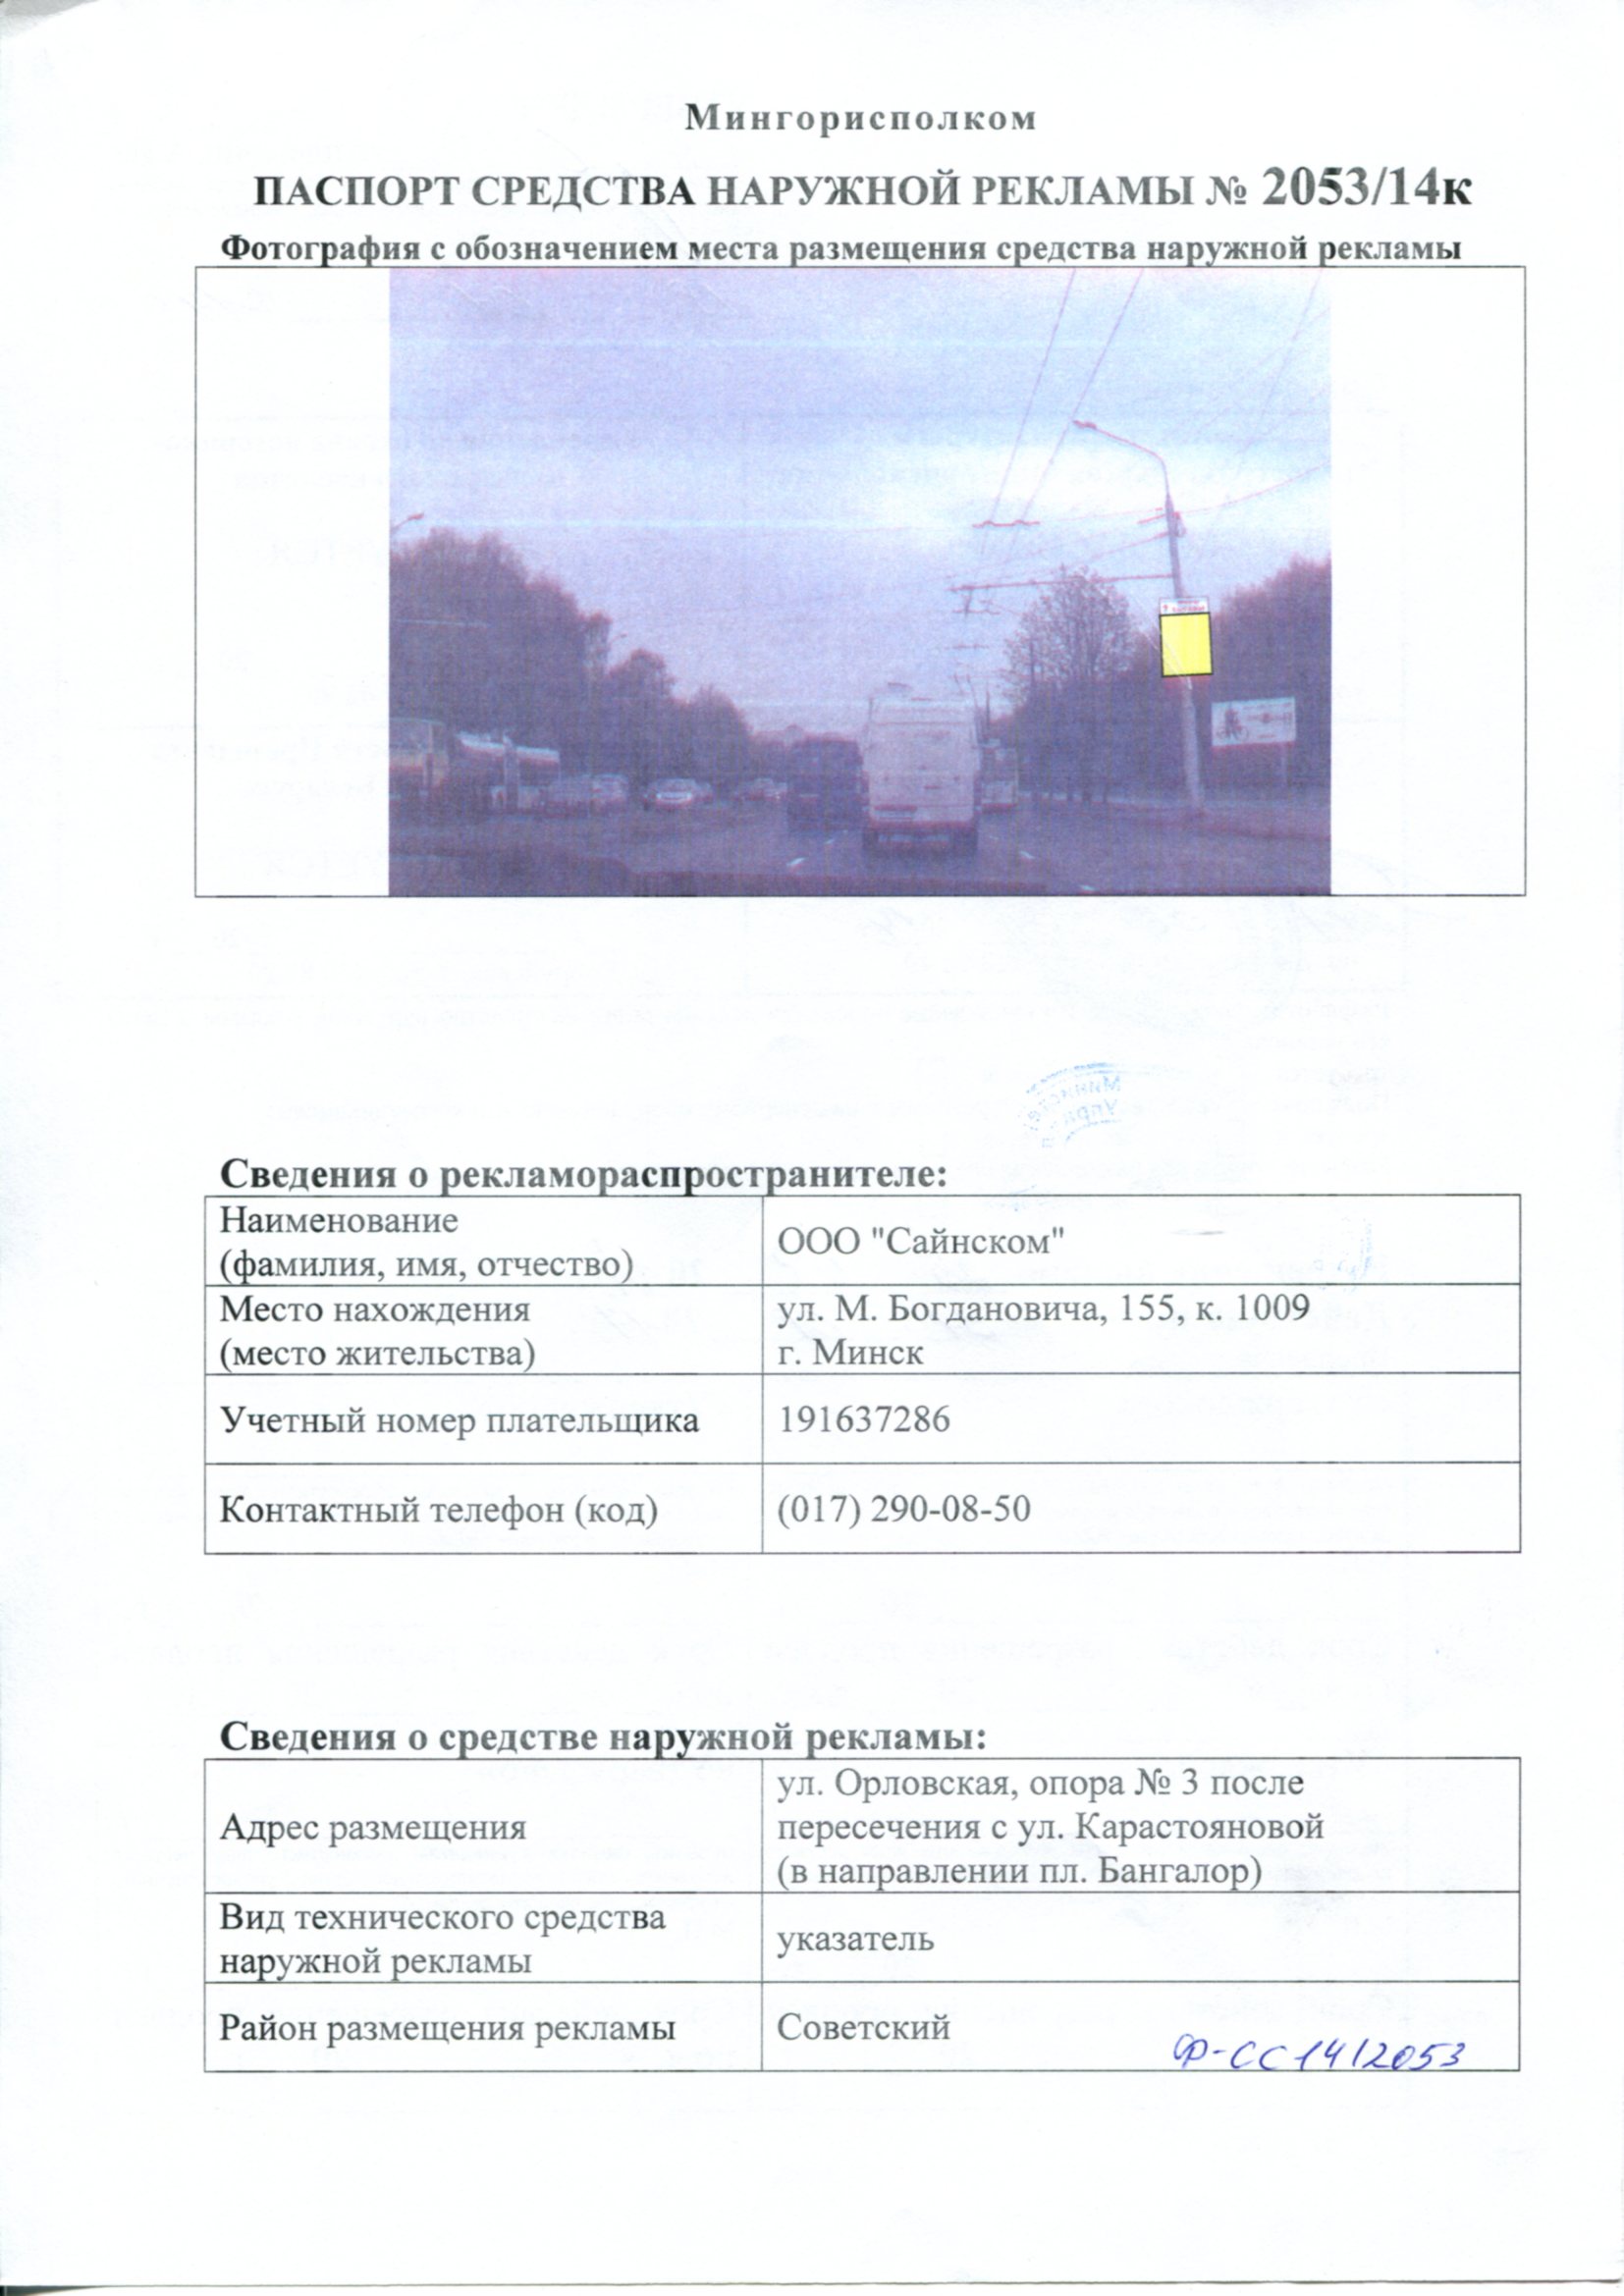 Мингорисполком
ПАСПОРТ СРЕДСТВА НАРУЖНОЙ РЕКЛАМЫ № 2053/14к
Фотография с обозначением места размещения средства наружной рекламы
Сведения о рекламораспространителе:
Наименование
(фамилия, имя, отчество)
ООО "Сайнском"
Место нахождения
(место жительства)
ул. М. Богдановича, 155, к. 1009
г. Минск
Учетный номер плательщика
191637286
Контактный телефон (код)
(017) 290-08-50
Сведения о средстве наружной рекламы:
Адрес размещения
ул. Орловская, опора № 3 после
пересечения с ул. Карастояновой
(в направлении пл. Бангалор)
Вид технического средства
наружной рекламы
указатель
Район размещения рекламы
Советский
Ф-СС14/2053